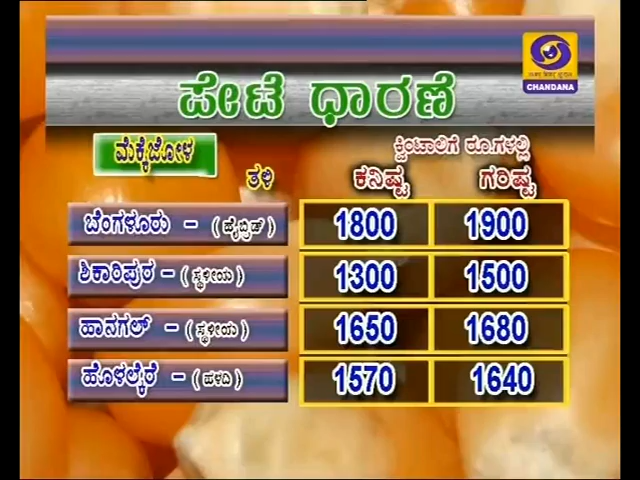 CHANDANA
ಪೇಟೆ ಧಾರಣೆ
ಮೆಕ್ಕೆಜೋಳ
ಕ್ವಿಂಟಾಲಿಗೆ ರೂ.ಗಳಲ್ಲಿ
ತಳಿ ಕನಿಷ್ಟ ಗರಿಷ್ಟ
ಬೆಂಗಳೂರು - (ಹೈಬ್ರಿಡ್) 1800 1900
ಶಿಕಾರಿಪುರ - (ಸ್ಥಳೀಯ) 1300 1500
ಹಾನಗಲ್ - (ಸ್ಥಳೀಯ) 1650 1680
ಹೊಳಲ್ಕೆರೆ - (ಹಳದಿ) 1570 1640